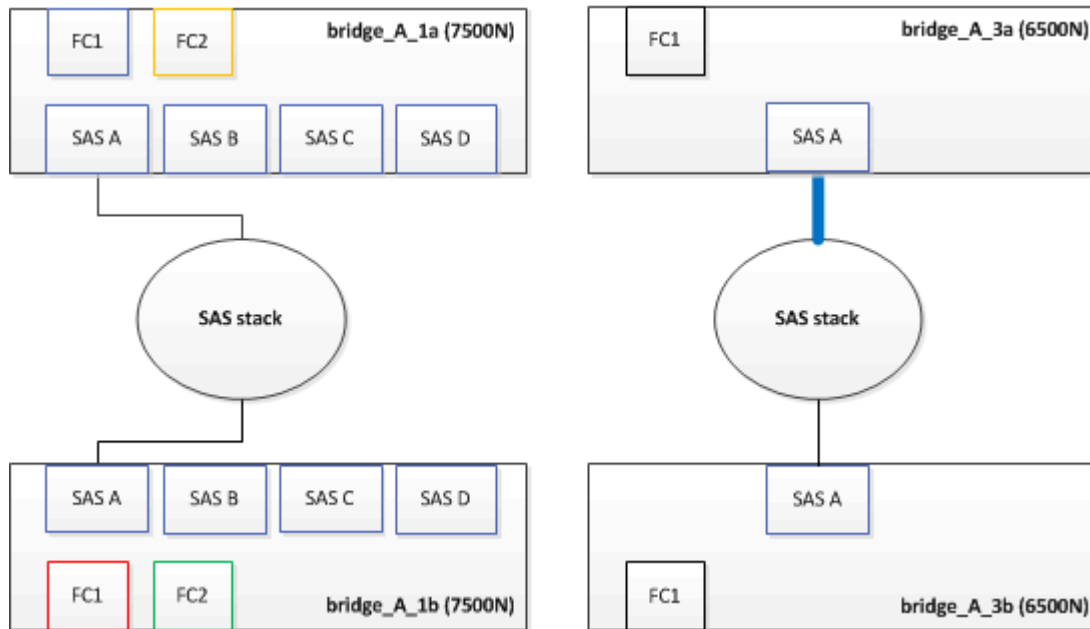 bridge_A_1a (7500N)
FC1
FC2
SAS A
SAS B
SAS C
SAS D
SAS stack
SAS A
SAS B
SAS C
SAS D
FC1
FC2
bridge_A_1b (7500N)
bridge_A_3a (6500N)
FC1
SAS A
SAS stack
SAS A
FC1
bridge_A_3b (6500N)